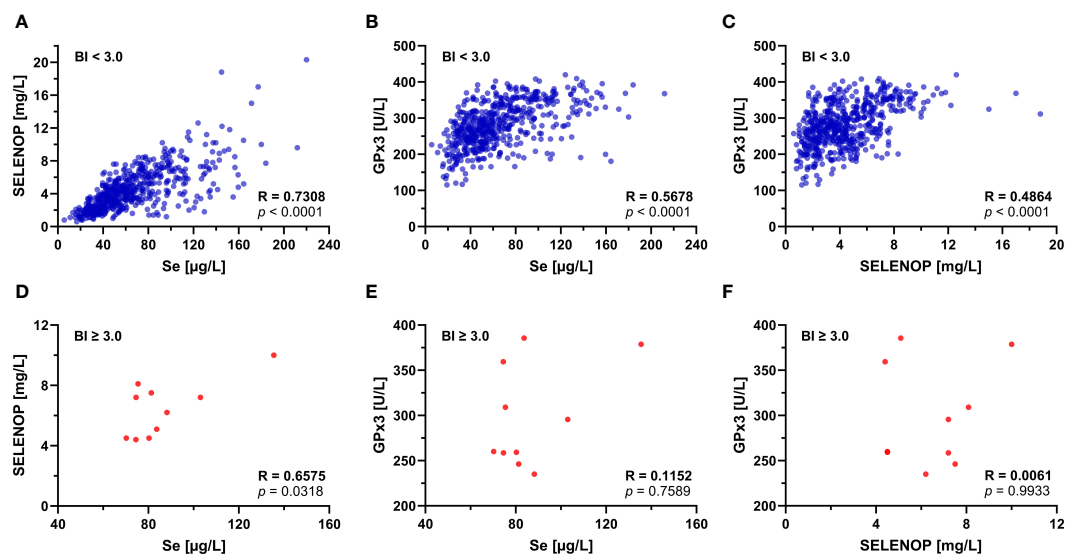 A
BI < 3.0
SELENOP [mg/L]
20
16
12
8
4
0
0 40 80 120 160 200 240
Se [µg/L]
R = 0.7308
p < 0.0001
B
BI < 3.0
GPx3 [U/L]
500
400
300
200
100
0
0 40 80 120 160 200 240
Se [µg/L]
R = 0.5678
p < 0.0001
C
BI < 3.0
GPx3 [U/L]
500
400
300
200
100
0
0 4 8 12 16 20
SELENOP [mg/L]
R = 0.4864
p < 0.0001
D
BI ≥ 3.0
SELENOP [mg/L]
12
8
4
0
40 80 120 160
Se [µg/L]
R = 0.6575
p = 0.0318
E
BI ≥ 3.0
GPx3 [U/L]
400
350
300
250
200
40 80 120 160
Se [µg/L]
R = 0.1152
p = 0.7589
F
BI ≥ 3.0
GPx3 [U/L]
400
350
300
250
200
0 4 8 12
SELENOP [mg/L]
R = 0.0061
p = 0.9933